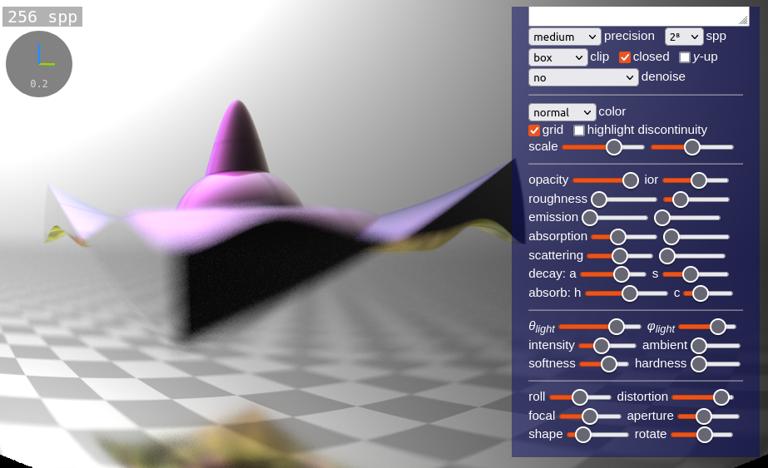 256 spp
0.2
medium precision 2⁸ spp
box clip closed y-up
no denoise
normal color
grid highlight discontinuity
scale
opacity ior
roughness
emission
absorption
scattering
decay: a s
absorb: h c
θlight φlight
intensity ambient
softness hardness
roll distortion
focal aperture
shape rotate